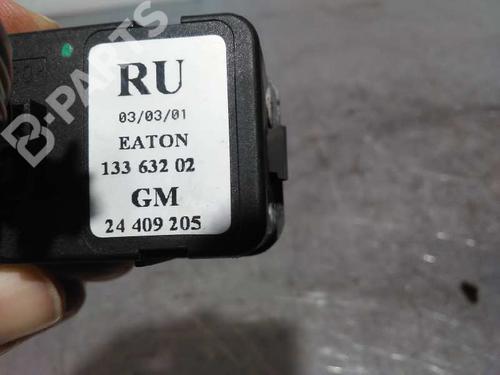 B-PARTS
RU
03/03/01
EATON
133 632 02
GM
24 409 205